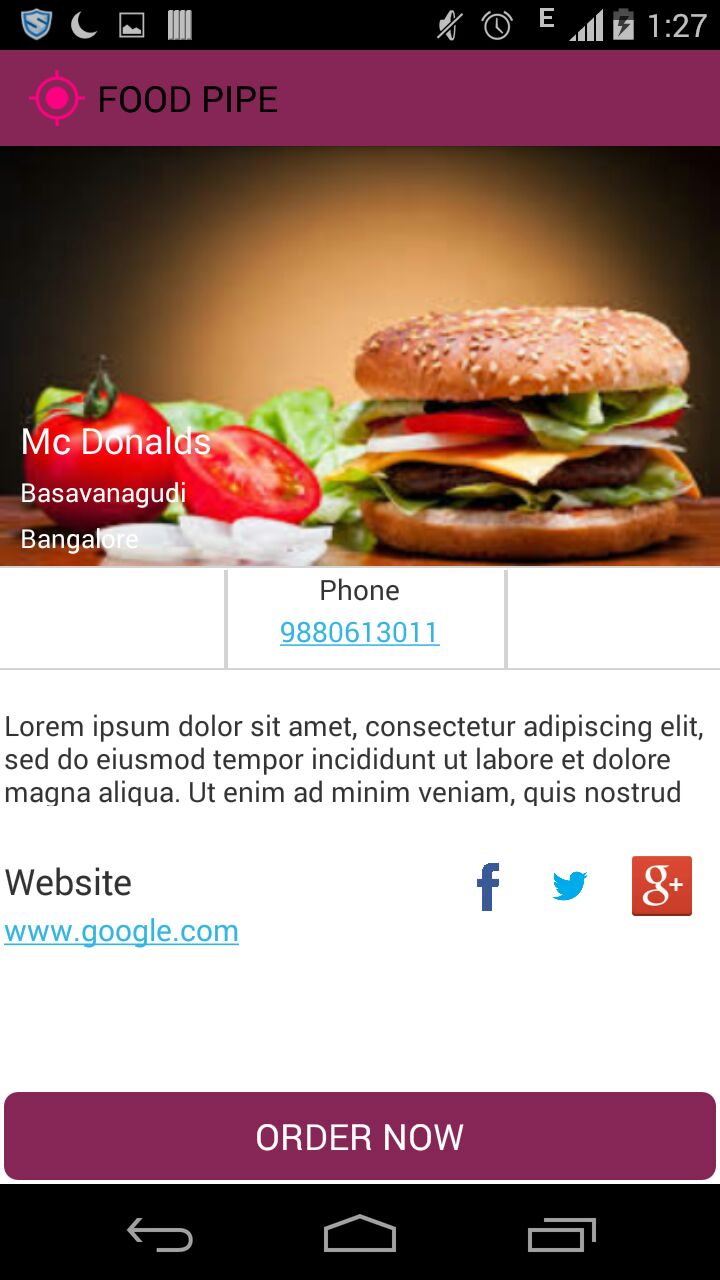 E 1:27
FOOD PIPE
Mc Donalds
Basavanagudi
Bangalore
Phone
9880613011
Lorem ipsum dolor sit amet, consectetur adipiscing elit,
sed do eiusmod tempor incididunt ut labore et dolore
magna aliqua. Ut enim ad minim veniam, quis nostrud
Website
www.google.com
f g+
ORDER NOW